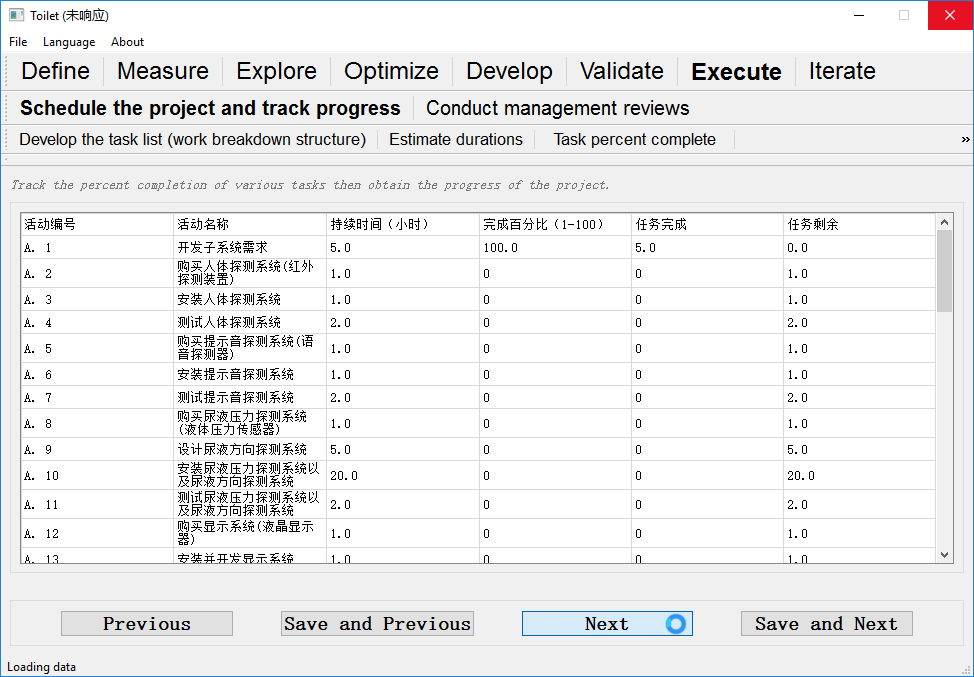 Toilet (未响应)
File Language About
Define Measure Explore Optimize Develop Validate Execute Iterate
Schedule the project and track progress Conduct management reviews
Develop the task list (work breakdown structure) Estimate durations Task percent complete »
Track the percent completion of various tasks then obtain the progress of the project.
活动编号 活动名称 持续时间（小时） 完成百分比（1-100） 任务完成 任务剩余
A. 1 开发子系统需求 5.0 100.0 5.0 0.0
A. 2 购买人体探测系统(红外
探测装置) 1.0 0 0 1.0
A. 3 安装人体探测系统 1.0 0 0 1.0
A. 4 测试人体探测系统 2.0 0 0 2.0
A. 5 购买提示音探测系统(语
音探测器) 1.0 0 0 1.0
A. 6 安装提示音探测系统 1.0 0 0 1.0
A. 7 测试提示音探测系统 2.0 0 0 2.0
A. 8 购买尿液压力探测系统
(液体压力传感器) 1.0 0 0 1.0
A. 9 设计尿液方向探测系统 5.0 0 0 5.0
A. 10 安装尿液压力探测系统以
及尿液方向探测系统 20.0 0 0 20.0
A. 11 测试尿液压力探测系统以
及尿液方向探测系统 2.0 0 0 2.0
A. 12 购买显示系统(液晶显示
器) 1.0 0 0 1.0
A. 13 安装并开发显示系统 1.0 0 0 1.0
Previous Save and Previous Next Save and Next
Loading data